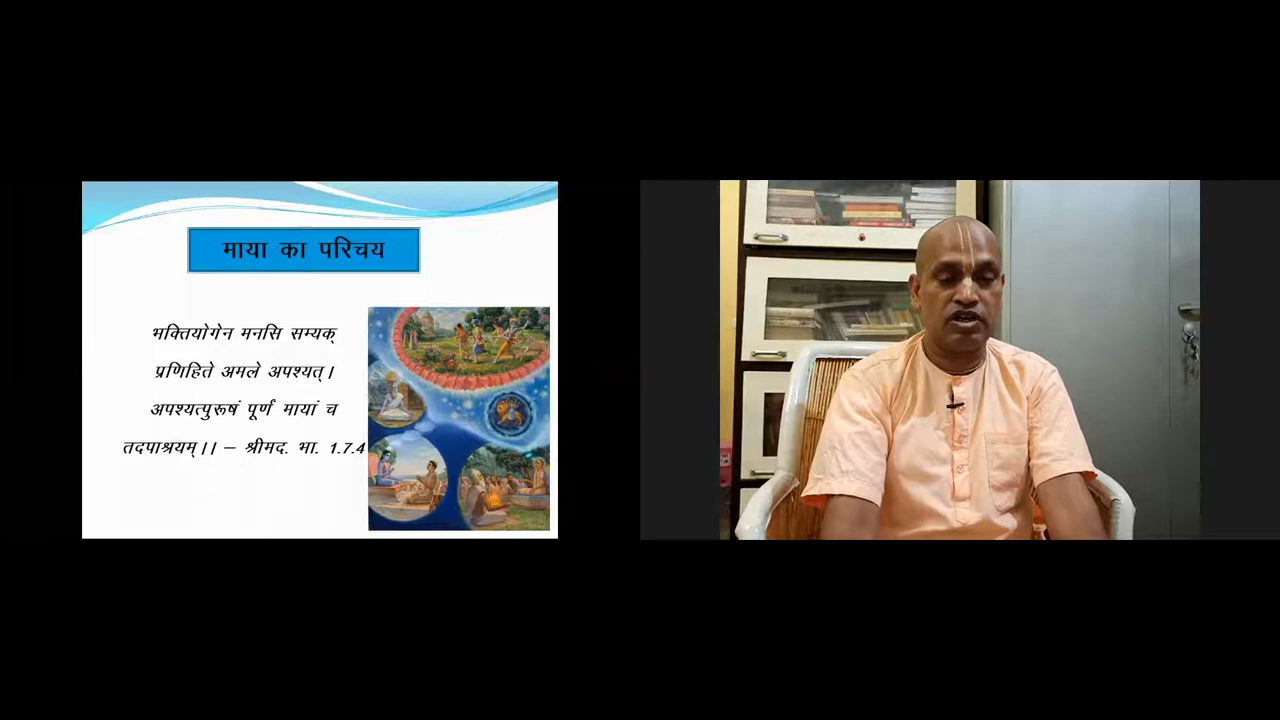 माया का परिचय
भक्तियोगेन मनसि सम्यक्
प्रणिहिते अमले अपश्यत्।
अपश्यत्पुरूषं पूर्णं मायां च
तदपाश्रयम्।। – श्रीमद. भा. 1.7.4